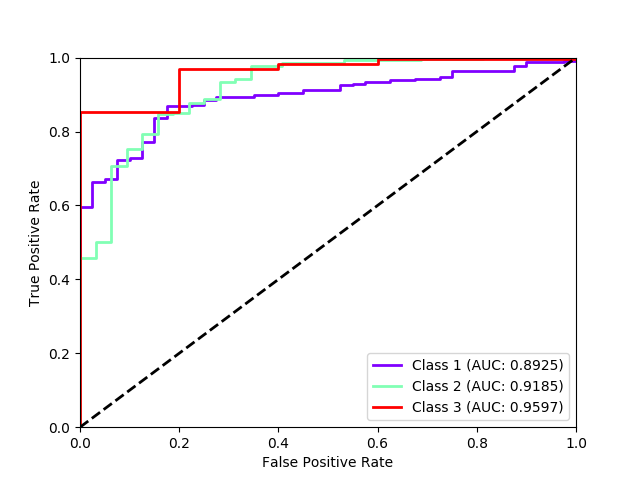 1.0
0.8
0.6
0.4
0.2
0.0
True Positive Rate
Class 1 (AUC: 0.8925)
Class 2 (AUC: 0.9185)
Class 3 (AUC: 0.9597)
0.0 0.2 0.4 0.6 0.8 1.0
False Positive Rate